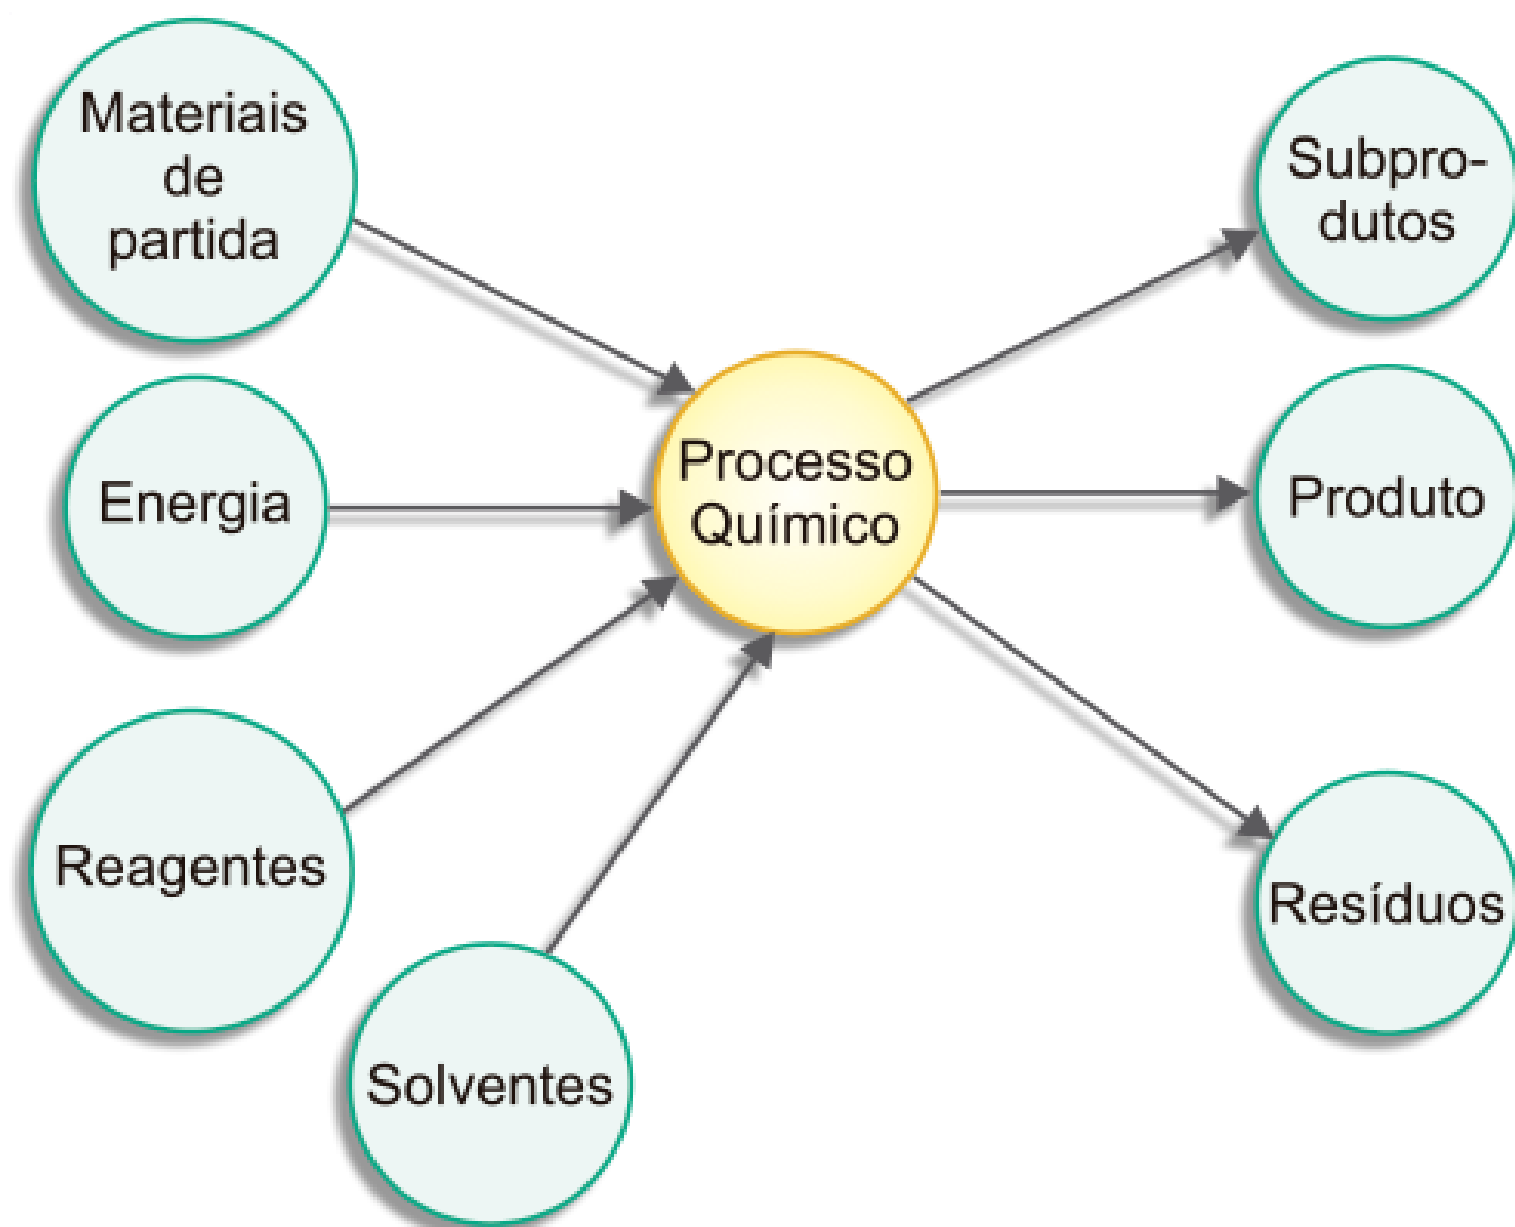 Materiais
de
partida
Energia
Reagentes
Solventes
Processo
Químico
Subpro-
dutos
Produto
Resíduos